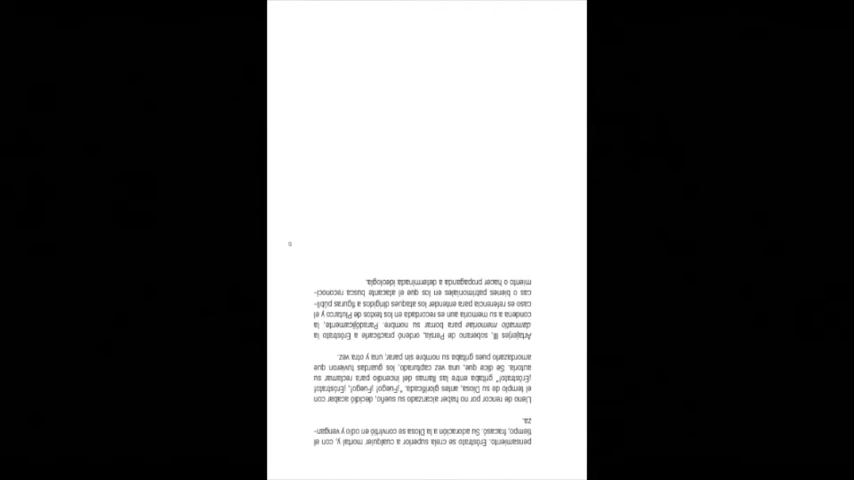 pensamiento. Eróstrato se creía superior a cualquier mortal y, con el
tiempo, fracasó. Su adoración a la Diosa se convirtió en odio y vengan-
za.
Lleno de rencor por no haber alcanzado su sueño, decidió acabar con
el templo de su Diosa, antes glorificada. "¡Fuego! ¡Fuego!, ¡Eróstrato!
¡Eróstrato!" gritaba entre las llamas del incendio para reclamar su
autoría. Se dice que, una vez capturado, los guardas tuvieron que
amordazarlo pues gritaba su nombre sin parar, una y otra vez.
Artajerjes III, soberano de Persia, ordenó practicarle a Eróstrato la
damnatio memoriae para borrar su nombre. Paradójicamente, la
condena a su memoria aun es recordada en los textos de Plutarco y el
caso es referencia para entender los ataques dirigidos a figuras públi-
cas o bienes patrimoniales en los que el atacante busca reconoci-
miento o hacer propaganda a determinada ideología.